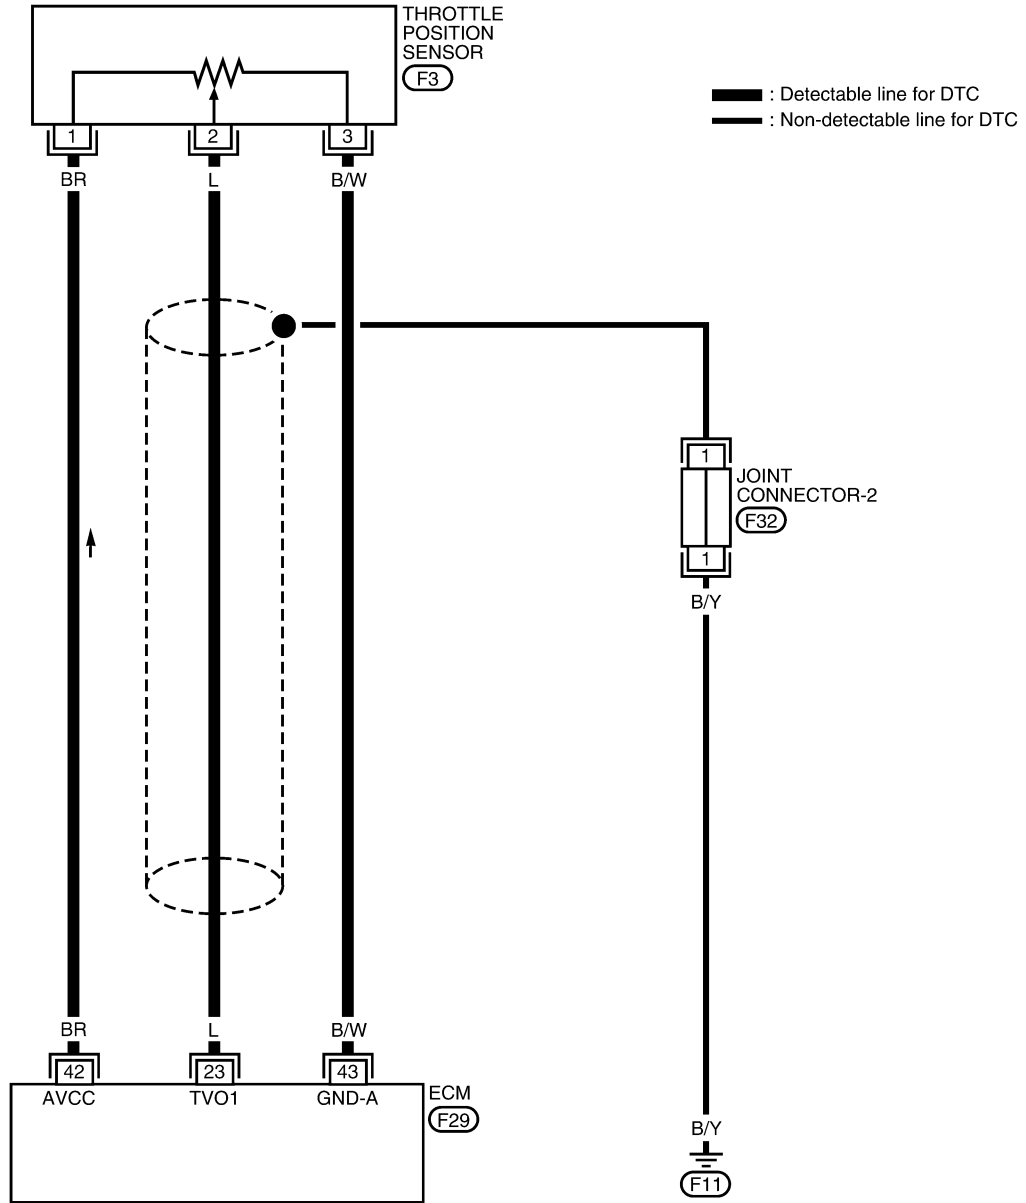 THROTTLE
POSITION
SENSOR
F3
: Detectable line for DTC
: Non-detectable line for DTC
1 2 3
BR L B/W
1
JOINT
CONNECTOR-2
F32
1
B/Y
BR L B/W
42 23 43
AVCC TVO1 GND-A
ECM
F29
B/Y
F11